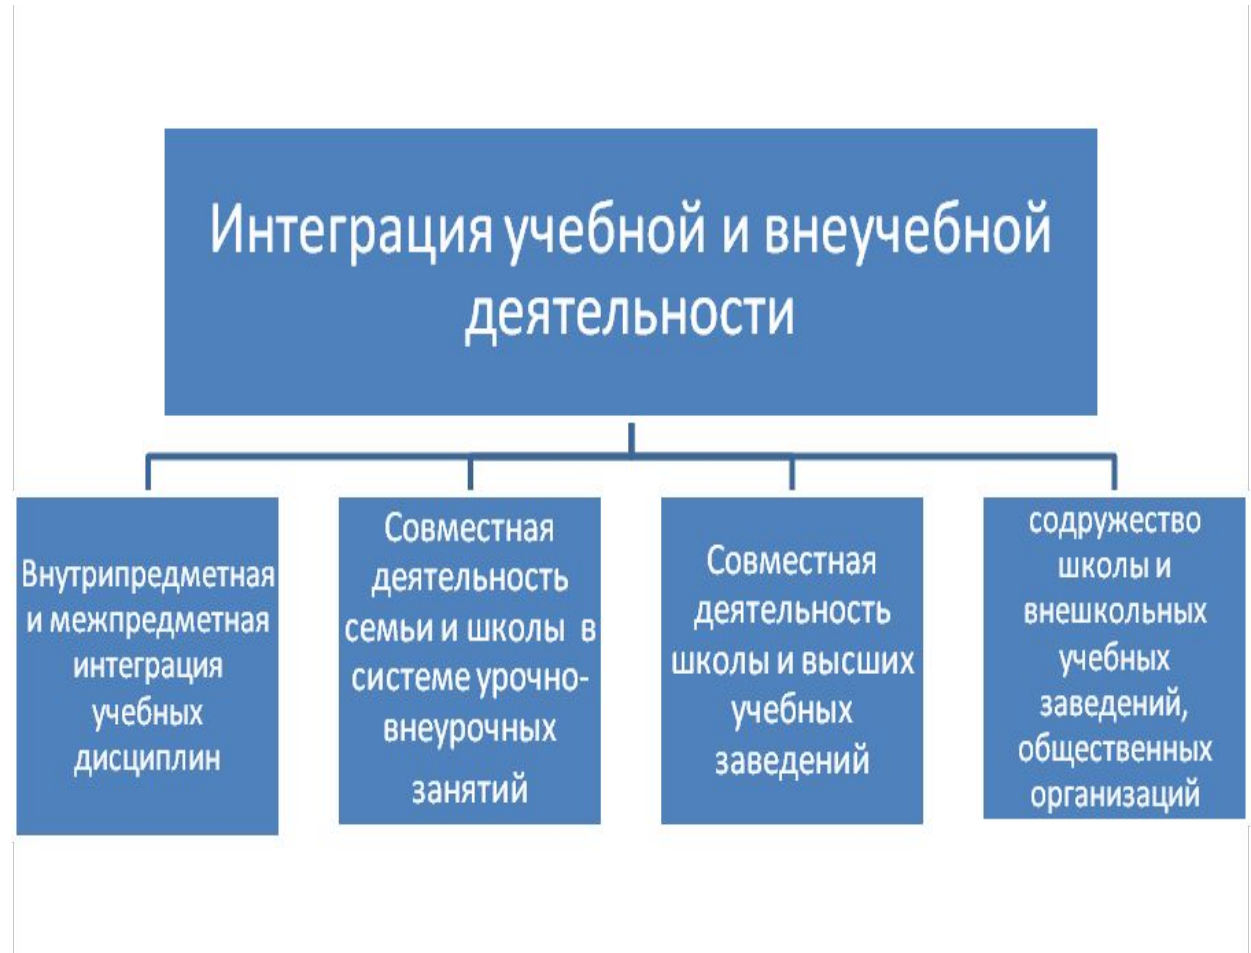 Интеграция учебной и внеучебной
деятельности
Внутрипредметная
и межпредметная
интеграция
учебных
дисциплин
Совместная
деятельность
семьи и школы  в
системе урочно-
внеурочных
занятий
Совместная
деятельность
школы и высших
учебных
заведений
содружество
школы и
внешкольных
учебных
заведений,
общественных
организаций